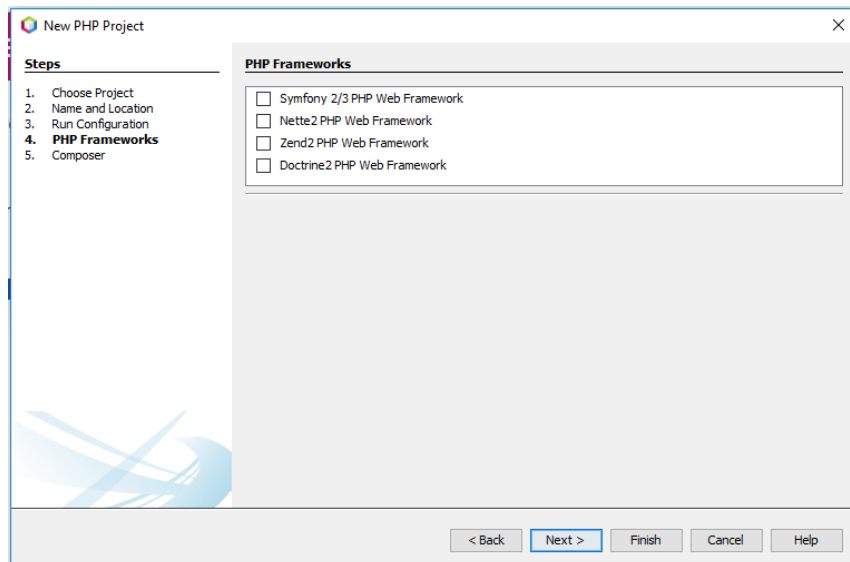 New PHP Project
Steps
1. Choose Project
2. Name and Location
3. Run Configuration
4. PHP Frameworks
5. Composer
PHP Frameworks
Symfony 2/3 PHP Web Framework
Nette2 PHP Web Framework
Zend2 PHP Web Framework
Doctrine2 PHP Web Framework
< Back Next > Finish Cancel Help